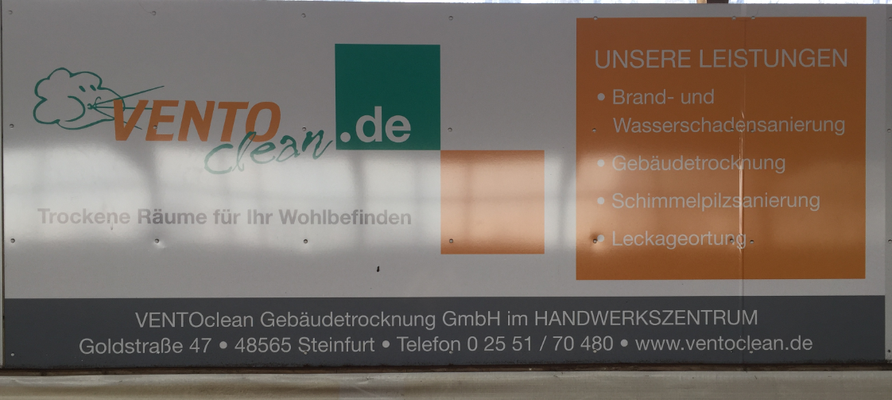 VENTO
clean .de
Trockene Räume für Ihr Wohlbefinden
UNSERE LEISTUNGEN
• Brand- und
Wasserschadensanierung
• Gebäudetrocknung
• Schimmelpilzsanierung
• Leckageortung
VENTOclean Gebäudetrocknung GmbH im HANDWERKSZENTRUM
Goldstraße 47 • 48565 Steinfurt • Telefon 0 25 51 / 70 480 • www.ventoclean.de